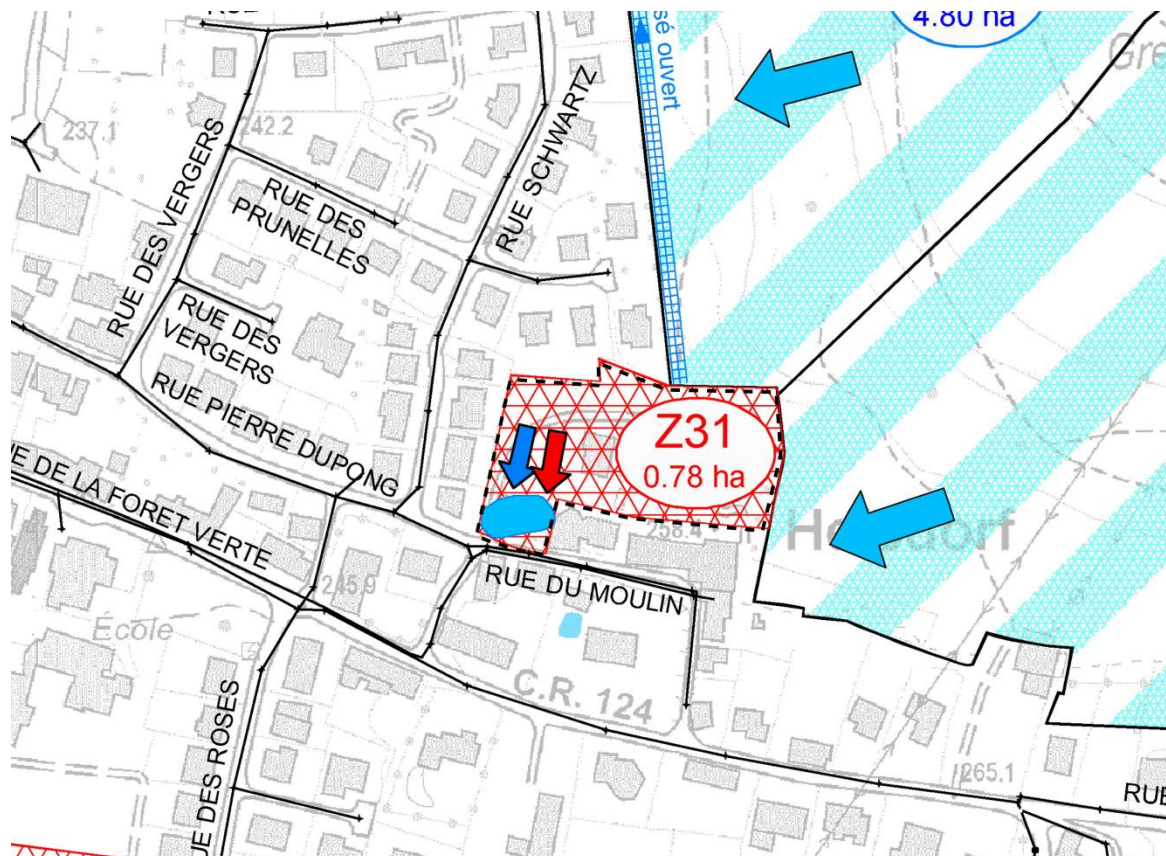 RUE
4.80 ha
sé ouvert
237.1
242.2
RUE DES VERGERS
RUE DES
PRUNELLES
RUE SCHWARTZ
RUE DES
VERGERS
RUE PIERRE DUPONG
Z31
0.78 ha
E DE LA FORET VERTE
258.4
RUE DU MOULIN
245.9
École
C.R. 124
RUE DES ROSES
265.1
RUE